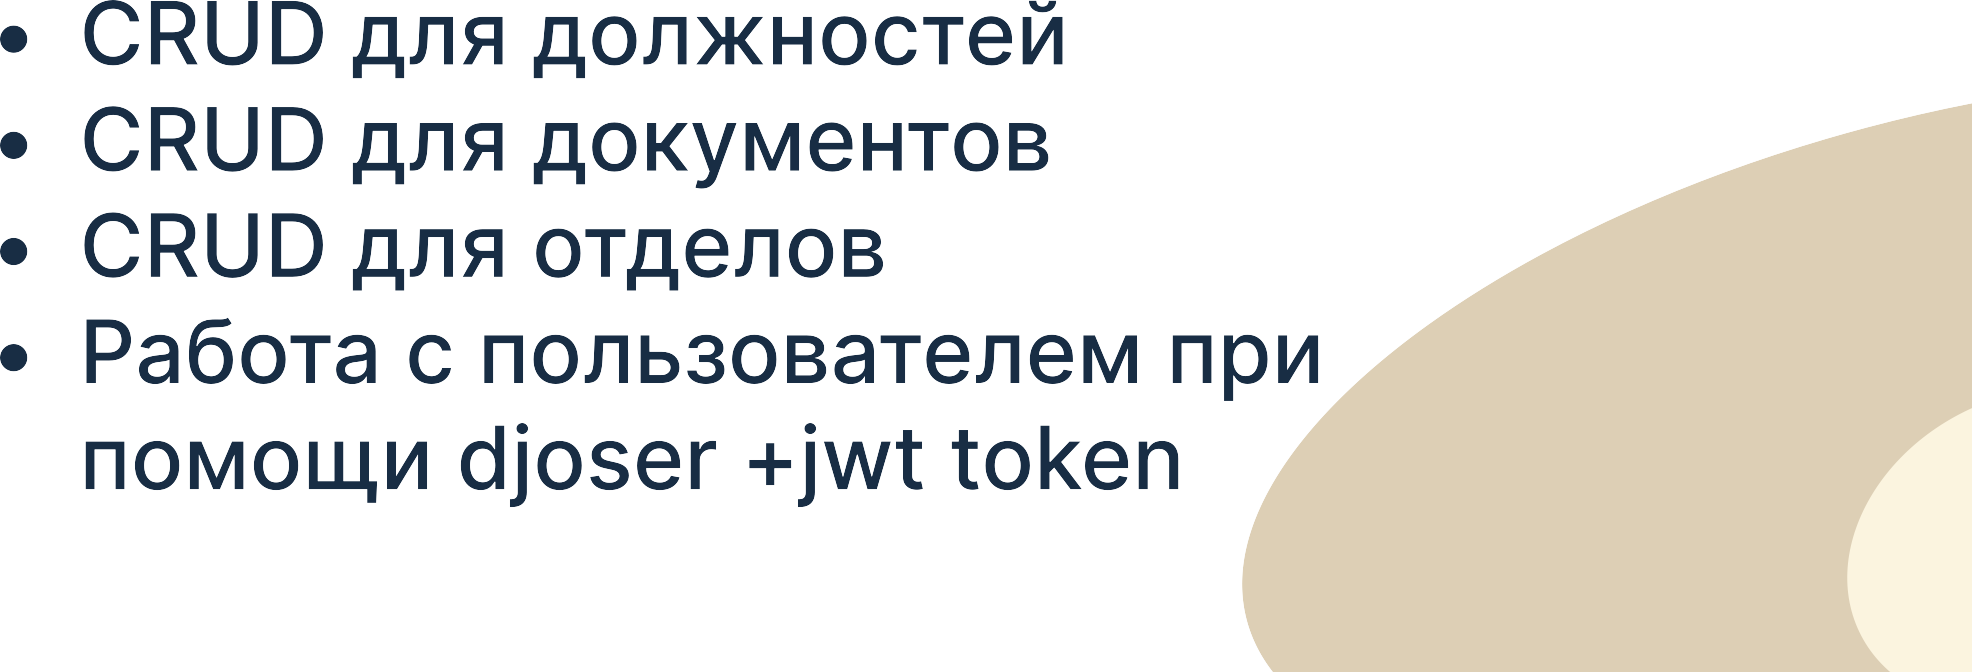 • CRUD для должностей
• CRUD для документов
• CRUD для отделов
• Работа с пользователем при
помощи djoser +jwt token